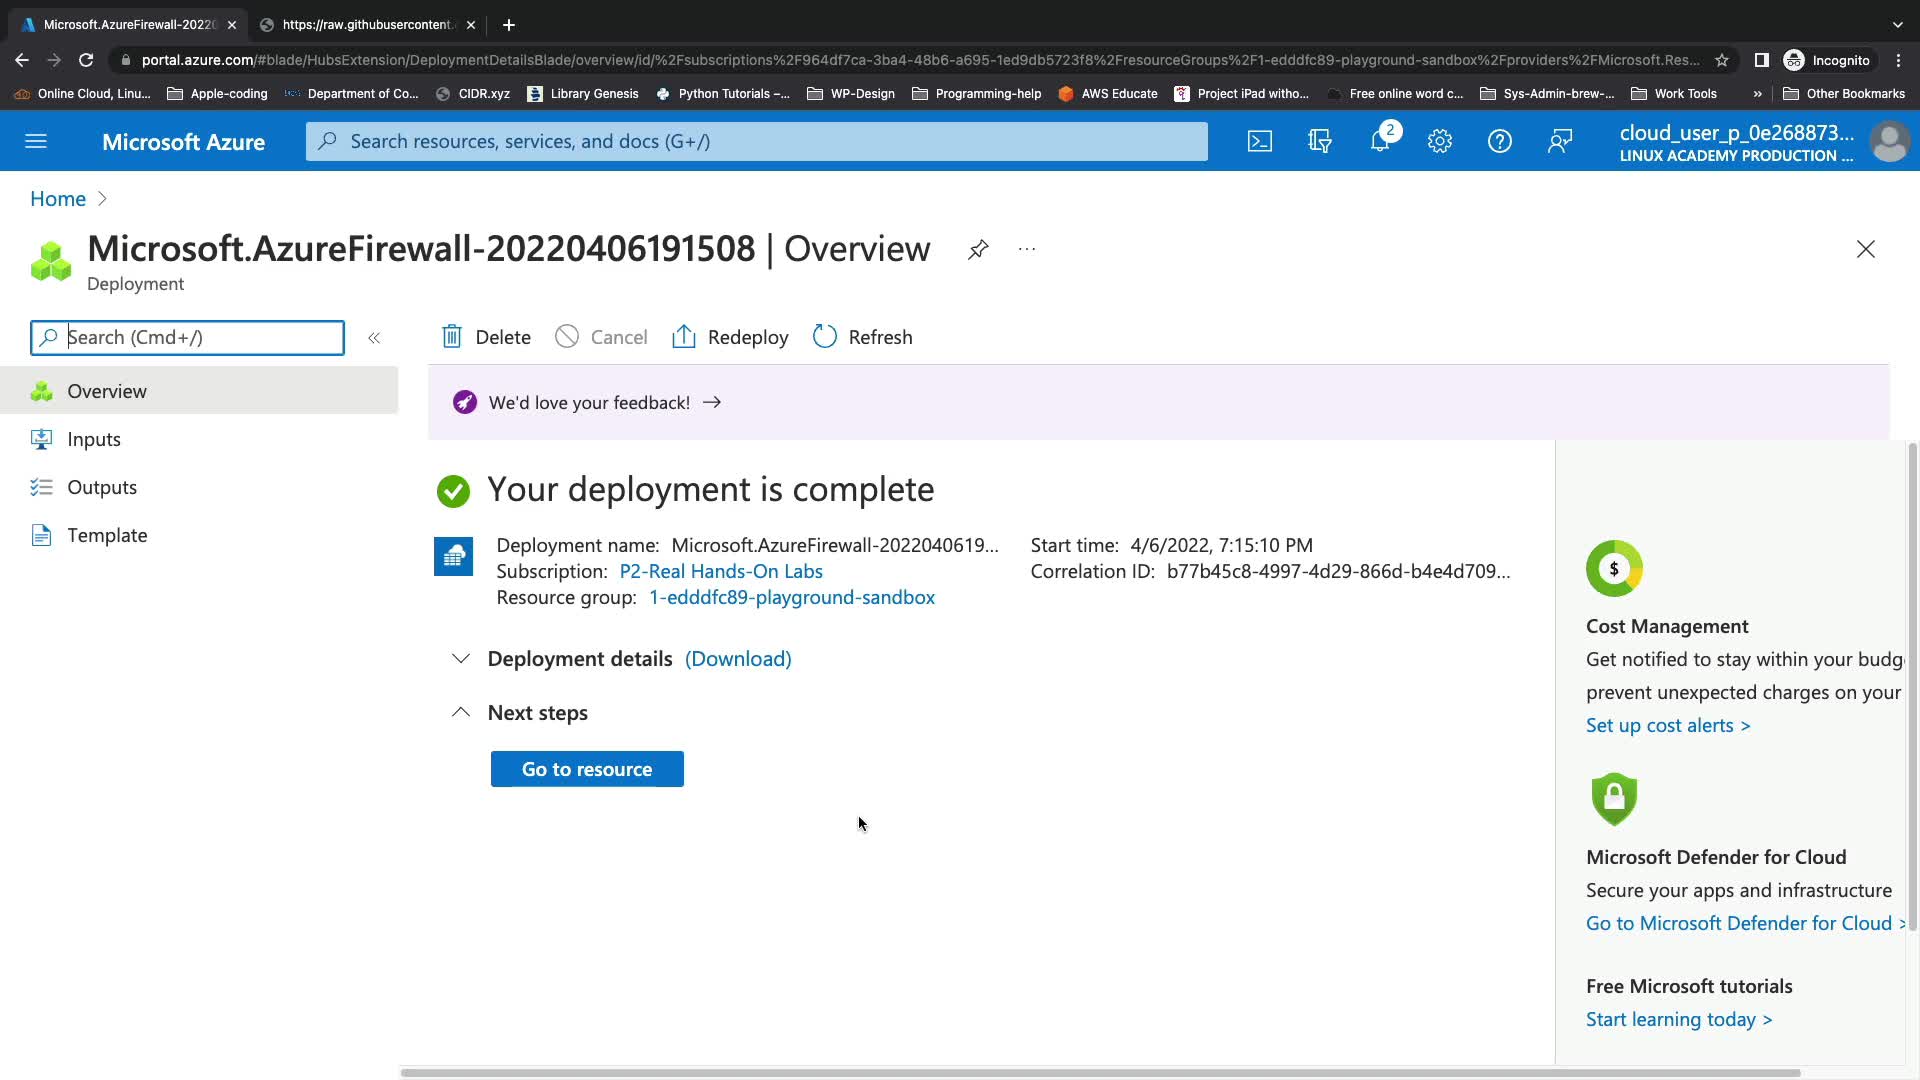 Microsoft.AzureFirewall-20220
https://raw.githubusercontent.
portal.azure.com/#blade/HubsExtension/DeploymentDetailsBlade/overview/id/%2Fsubscriptions%2F964df7ca-3ba4-48b6-a695-1ed9db5723f8%2FresourceGroups%2F1-edddfc89-playground-sandbox%2Fproviders%2FMicrosoft.Res...
Incognito
Online Cloud, Linu...
Apple-coding
Department of Co...
CIDR.xyz
Library Genesis
Python Tutorials –...
WP-Design
Programming-help
AWS Educate
Project iPad witho...
Free online word c...
Sys-Admin-brew-...
Work Tools
»
Other Bookmarks
Microsoft Azure
Search resources, services, and docs (G+/)
2
cloud_user_p_0e268873...
LINUX ACADEMY PRODUCTION ...
Home >
Microsoft.AzureFirewall-20220406191508 | Overview
...
Deployment
Search (Cmd+/)
«
Delete
Cancel
Redeploy
Refresh
Overview
Inputs
Outputs
Template
We'd love your feedback! →
Your deployment is complete
Deployment name: Microsoft.AzureFirewall-2022040619...
Subscription: P2-Real Hands-On Labs
Resource group: 1-edddfc89-playground-sandbox
Start time: 4/6/2022, 7:15:10 PM
Correlation ID: b77b45c8-4997-4d29-866d-b4e4d709...
Deployment details (Download)
Next steps
Go to resource
$
Cost Management
Get notified to stay within your budg
prevent unexpected charges on your
Set up cost alerts >
Microsoft Defender for Cloud
Secure your apps and infrastructure
Go to Microsoft Defender for Cloud >
Free Microsoft tutorials
Start learning today >